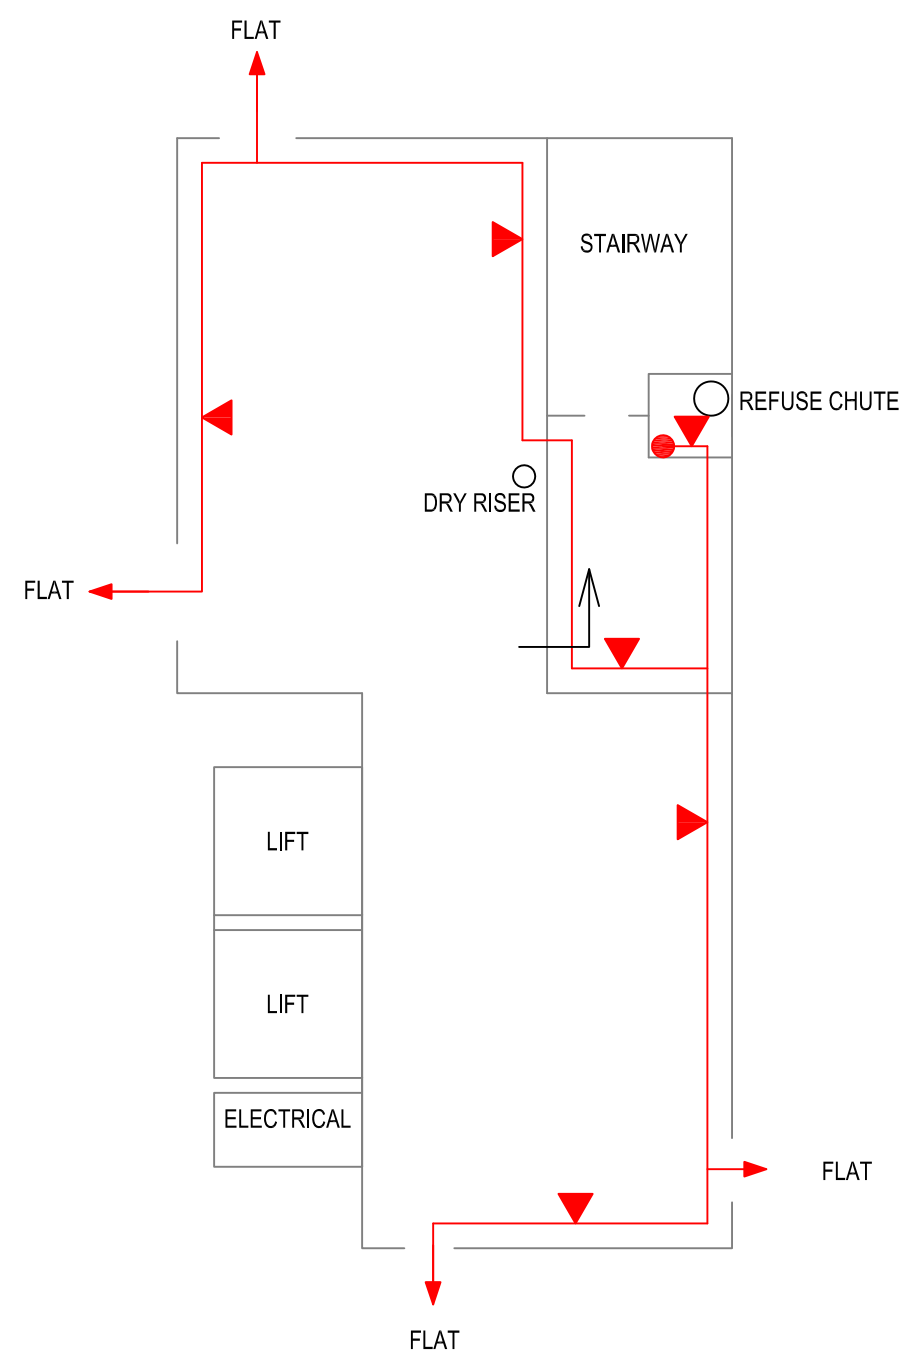 FLAT
STAIRWAY
REFUSE CHUTE
DRY RISER
FLAT
LIFT
LIFT
ELECTRICAL
FLAT
FLAT